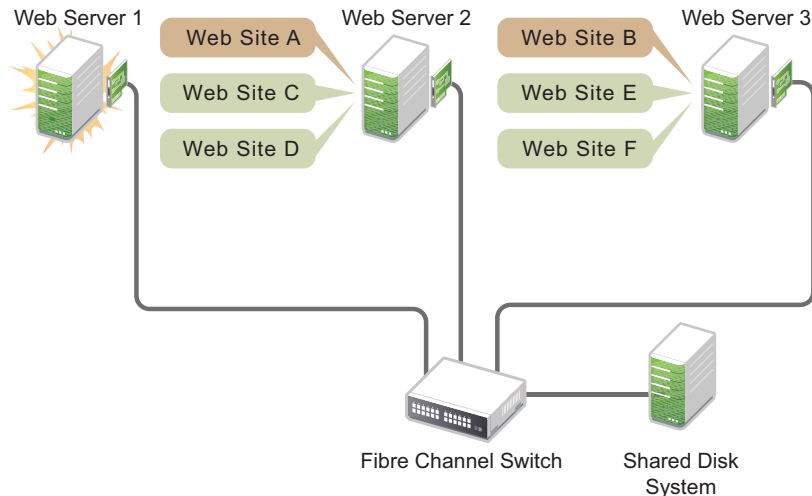 Web Server 1
Web Server 2
Web Server 3
Web Site A
Web Site B
Web Site C
Web Site E
Web Site D
Web Site F
Fibre Channel Switch
Shared Disk
System